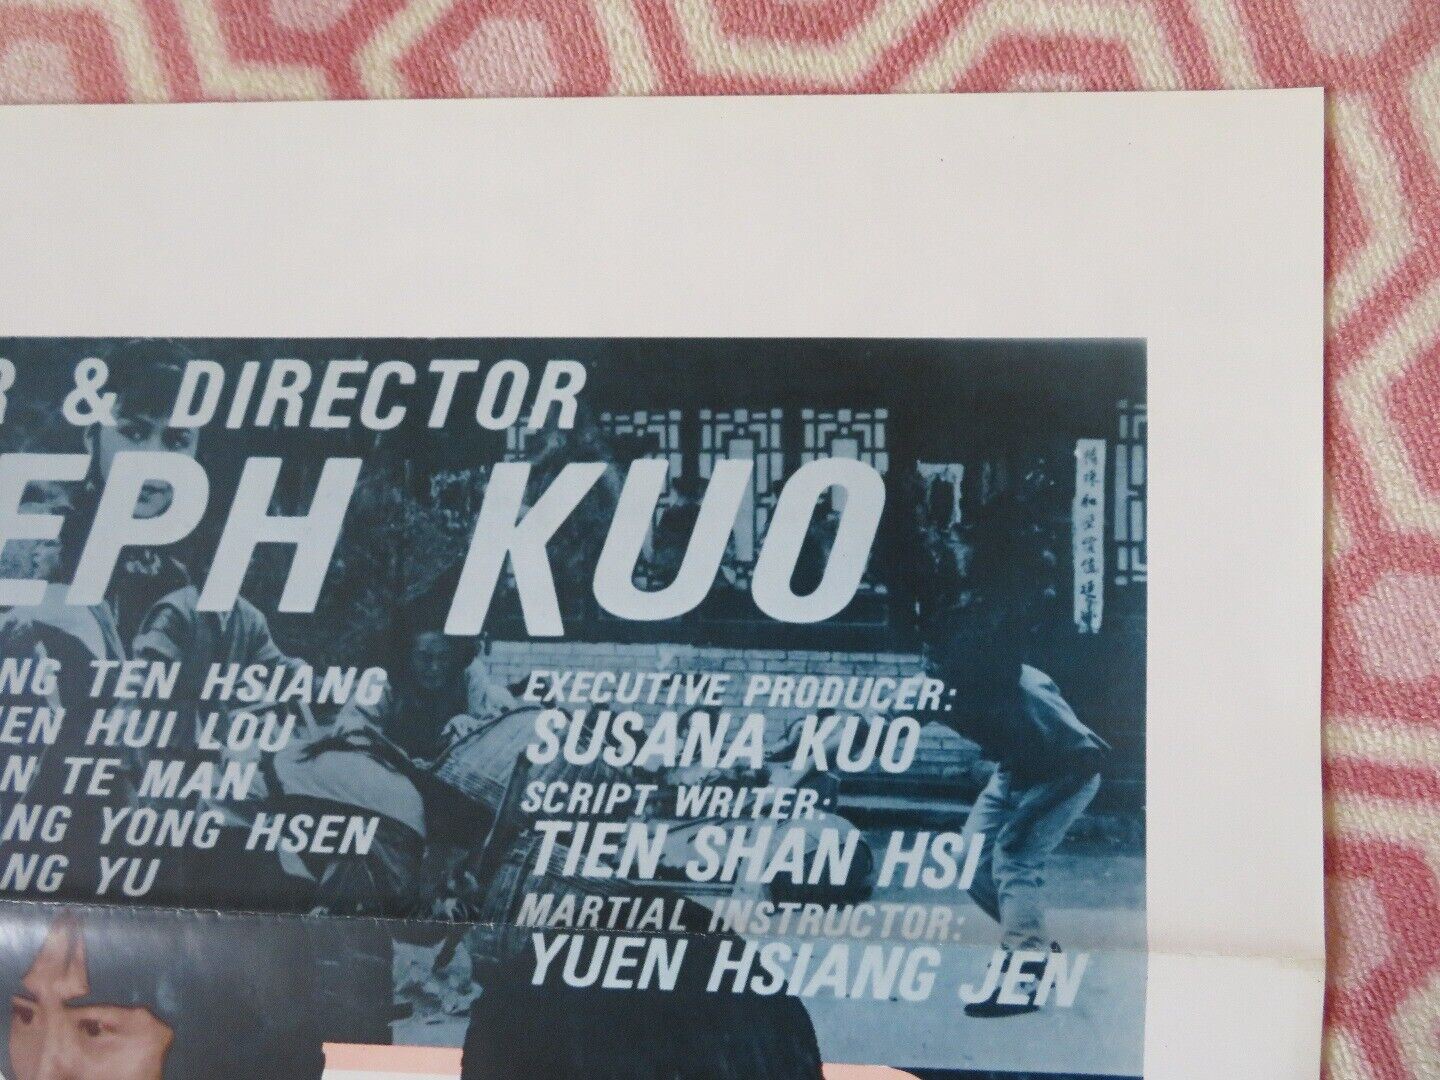 R & DIRECTOR
EPH KUO
NG TEN HSIANG
EN HUI LOU
N TE MAN
ANG YONG HSEN
NG YU
EXECUTIVE PRODUCER:
SUSANA KUO
SCRIPT WRITER:
TIEN SHAN HSI
MARTIAL INSTRUCTOR:
YUEN HSIANG JEN